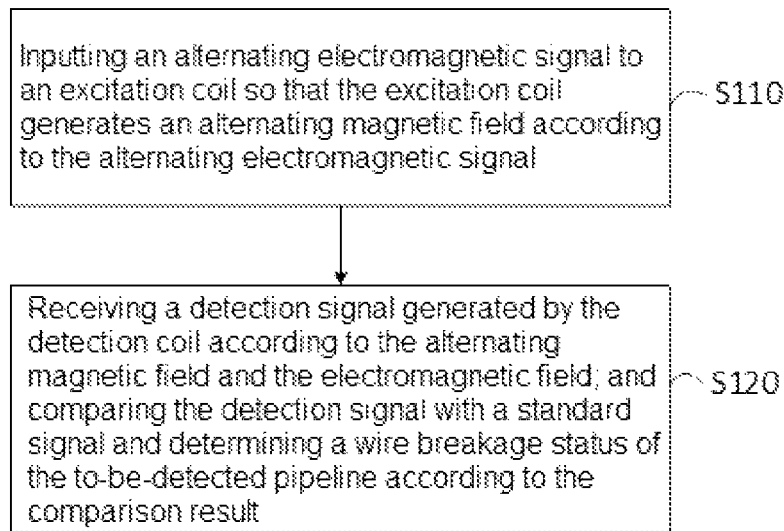 Inputting an alternating electromagnetic signal to
an excitation coil so that the excitation coil
generates an alternating magnetic field according
to the alternating electromagnetic signal
S110
Receiving a detection signal generated by the
detection coil according to the alternating
magnetic field and the electromagnetic field; and
comparing the detection signal with a standard
signal and determining a wire breakage status of
the to-be-detected pipeline according to the
comparison result
S120